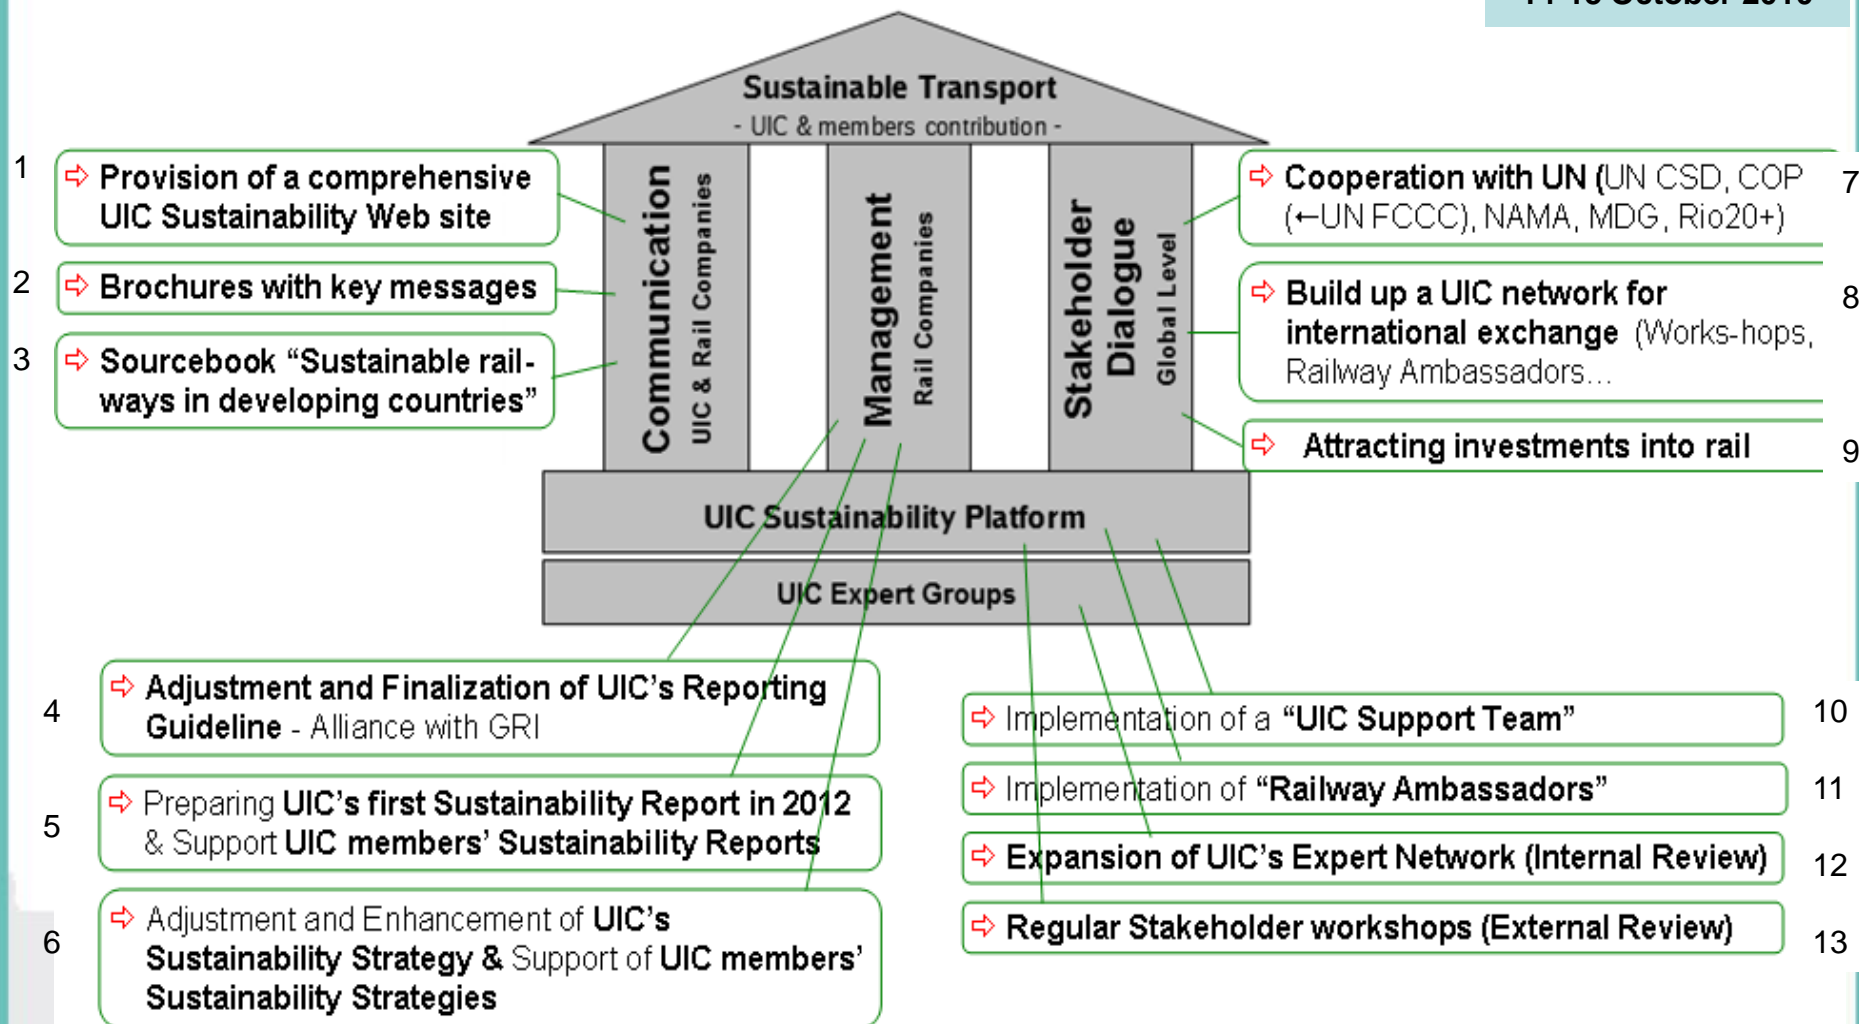 Sustainable Transport
- UIC & members contribution -
Communication
UIC & Rail Companies
Management
Rail Companies
Stakeholder
Dialogue
Global Level
UIC Sustainability Platform
UIC Expert Groups
1
⇨ Provision of a comprehensive
UIC Sustainability Web site
2
⇨ Brochures with key messages
3
⇨ Sourcebook “Sustainable rail-
ways in developing countries”
4
⇨ Adjustment and Finalization of UIC’s Reporting
Guideline - Alliance with GRI
5
⇨ Preparing UIC’s first Sustainability Report in 2012
& Support UIC members’ Sustainability Reports
6
⇨ Adjustment and Enhancement of UIC’s
Sustainability Strategy & Support of UIC members’
Sustainability Strategies
7
⇨ Cooperation with UN (UN CSD, COP
(←UN FCCC), NAMA, MDG, Rio20+)
8
⇨ Build up a UIC network for
international exchange (Works-hops,
Railway Ambassadors...
9
⇨ Attracting investments into rail
10
⇨ Implementation of a “UIC Support Team”
11
⇨ Implementation of “Railway Ambassadors”
12
⇨ Expansion of UIC’s Expert Network (Internal Review)
13
⇨ Regular Stakeholder workshops (External Review)